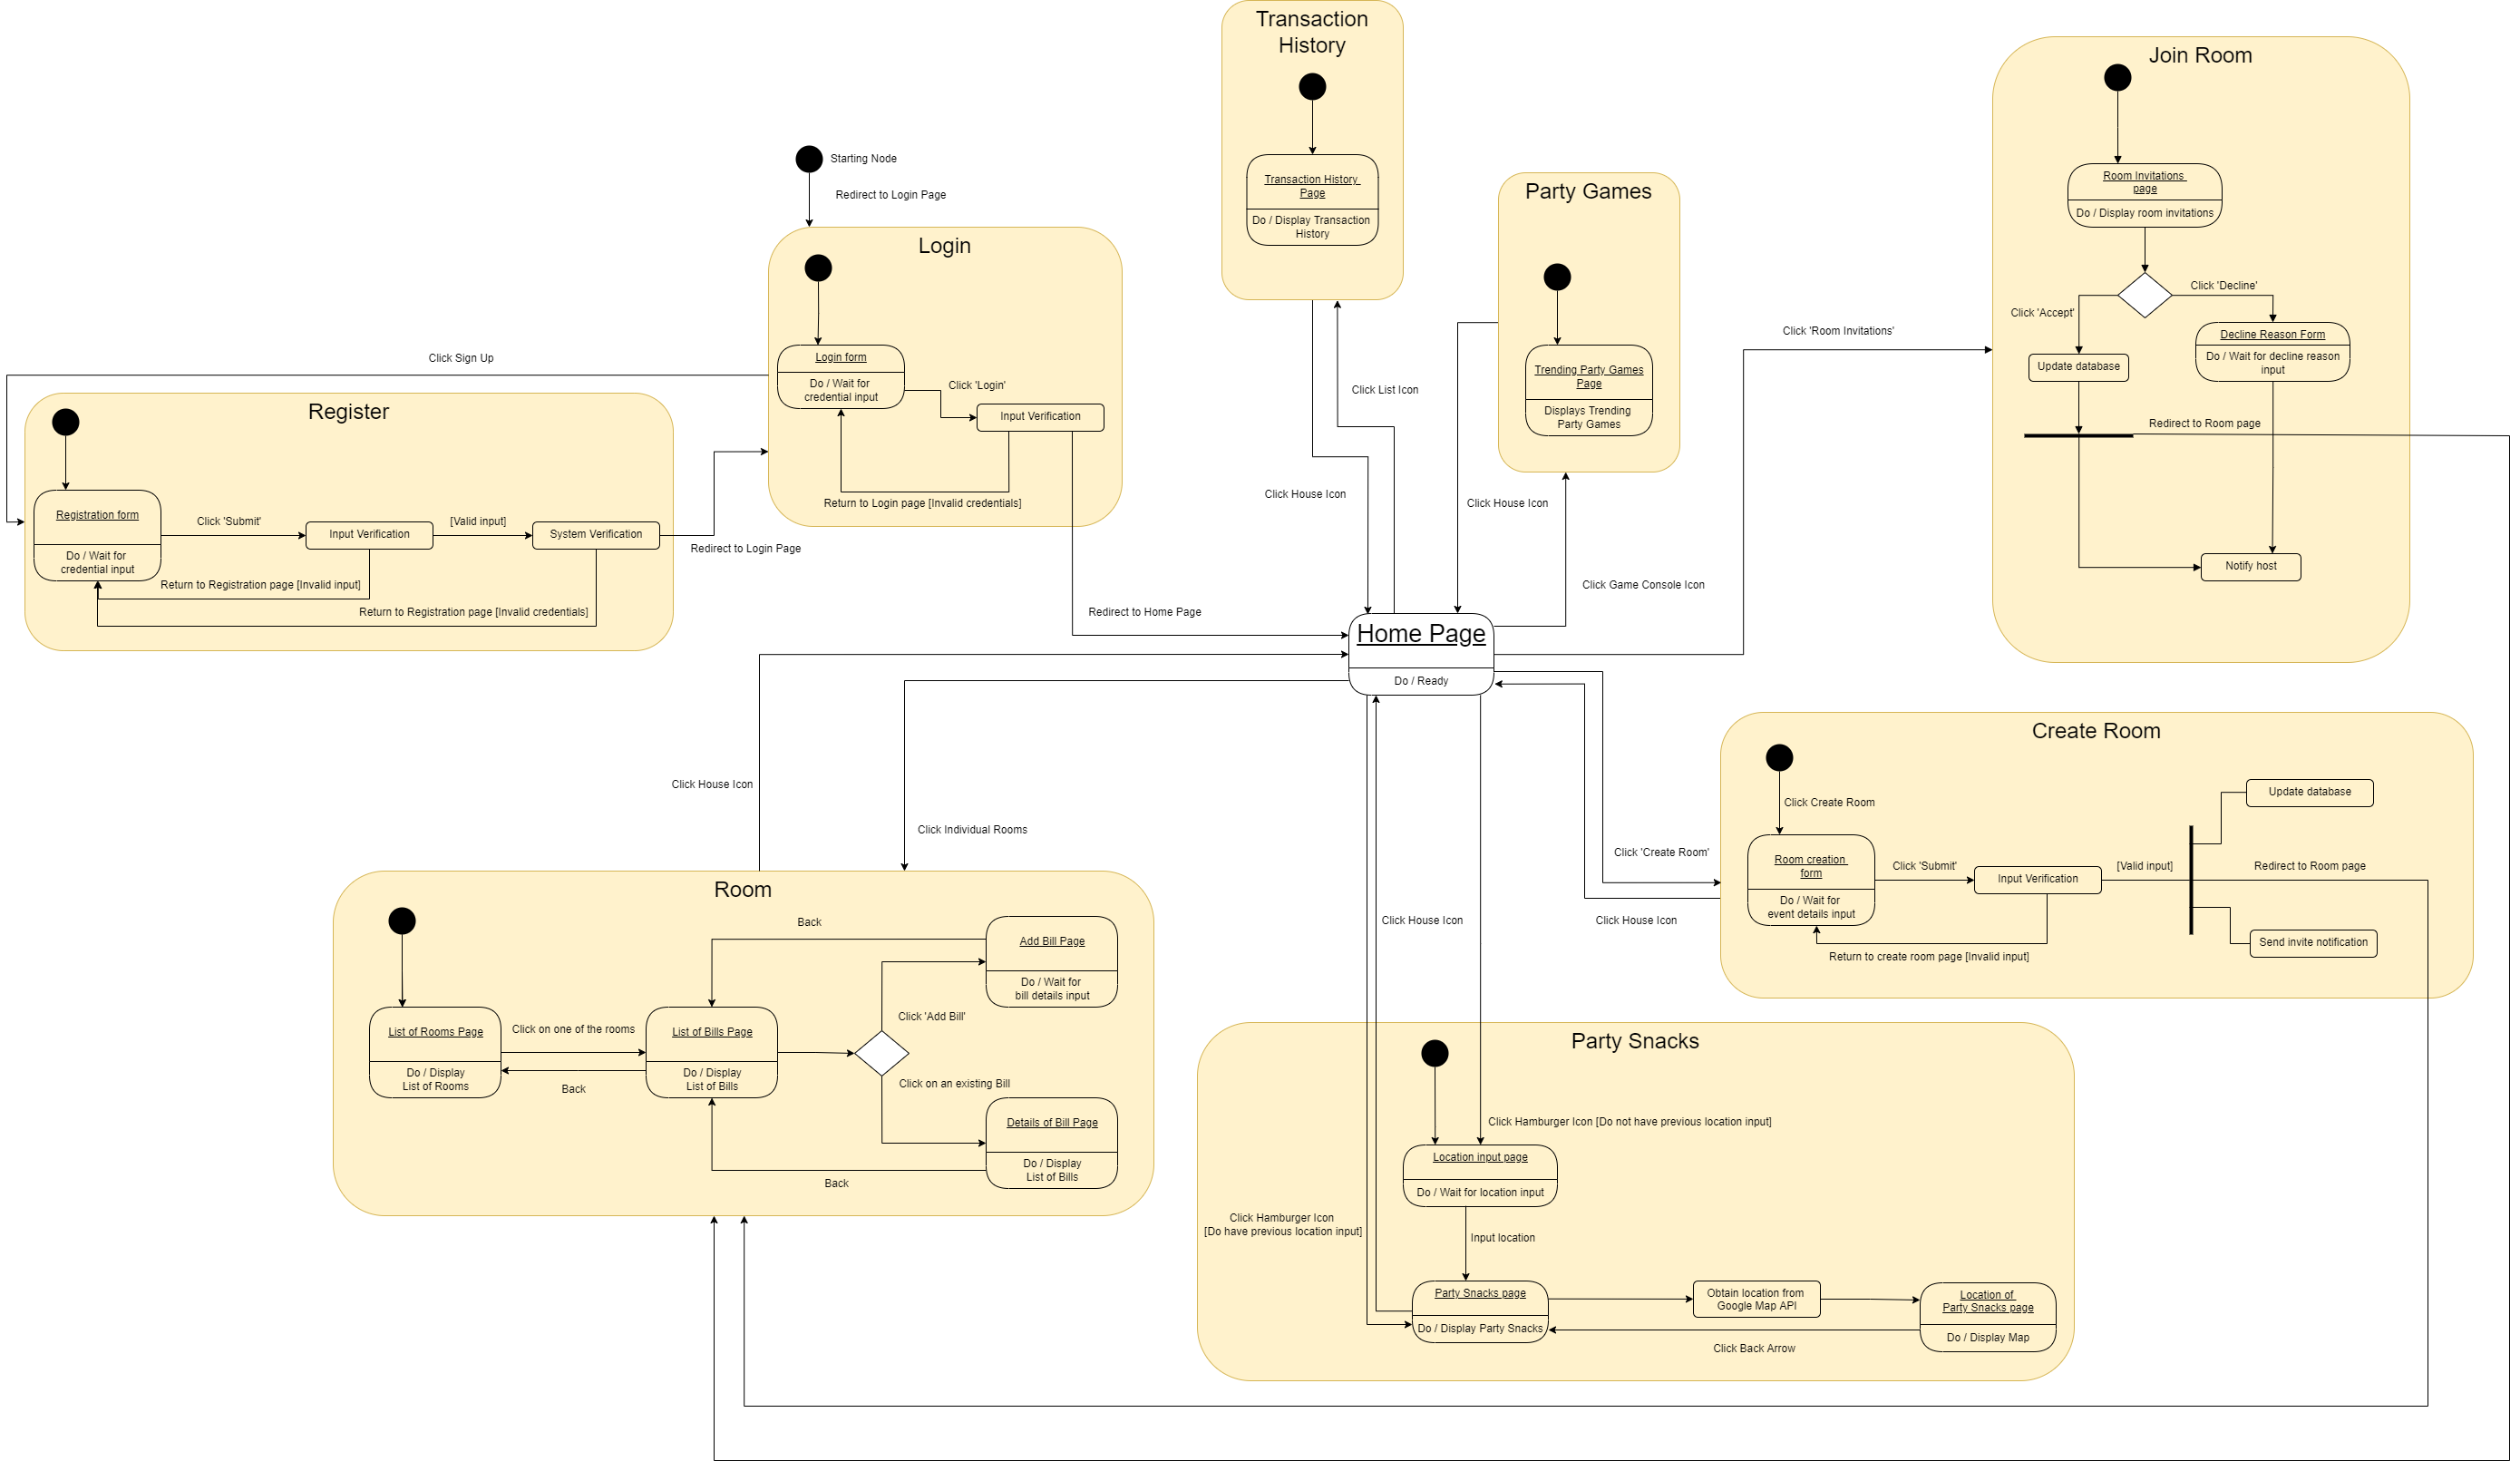 Transaction
History
Transaction History
Page
Do / Display Transaction
History
Join Room
Room Invitations
page
Do / Display room invitations
Click 'Accept'
Click 'Decline'
Update database
Decline Reason Form
Do / Wait for decline reason
input
Redirect to Room page
Notify host
Starting Node
Redirect to Login Page
Login
Login form
Do / Wait for
credential input
Click 'Login'
Input Verification
Return to Login page [Invalid credentials]
Click Sign Up
Register
Registration form
Do / Wait for
credential input
Click 'Submit'
Input Verification
[Valid input]
System Verification
Return to Registration page [Invalid input]
Return to Registration page [Invalid credentials]
Redirect to Login Page
Party Games
Trending Party Games
Page
Displays Trending
Party Games
Click List Icon
Click House Icon
Click House Icon
Click Game Console Icon
Click 'Room Invitations'
Redirect to Home Page
Home Page
Do / Ready
Click House Icon
Click Individual Rooms
Click House Icon
Click 'Create Room'
Click House Icon
Create Room
Click Create Room
Room creation
form
Do / Wait for
event details input
Click 'Submit'
Input Verification
[Valid input]
Update database
Redirect to Room page
Send invite notification
Return to create room page [Invalid input]
Room
List of Rooms Page
Do / Display
List of Rooms
Click on one of the rooms
Back
List of Bills Page
Do / Display
List of Bills
Back
Click 'Add Bill'
Add Bill Page
Do / Wait for
bill details input
Click on an existing Bill
Details of Bill Page
Do / Display
List of Bills
Back
Party Snacks
Click Hamburger Icon [Do not have previous location input]
Location input page
Do / Wait for location input
Click Hamburger Icon
[Do have previous location input]
Input location
Party Snacks page
Do / Display Party Snacks
Obtain location from
Google Map API
Location of
Party Snacks page
Do / Display Map
Click Back Arrow